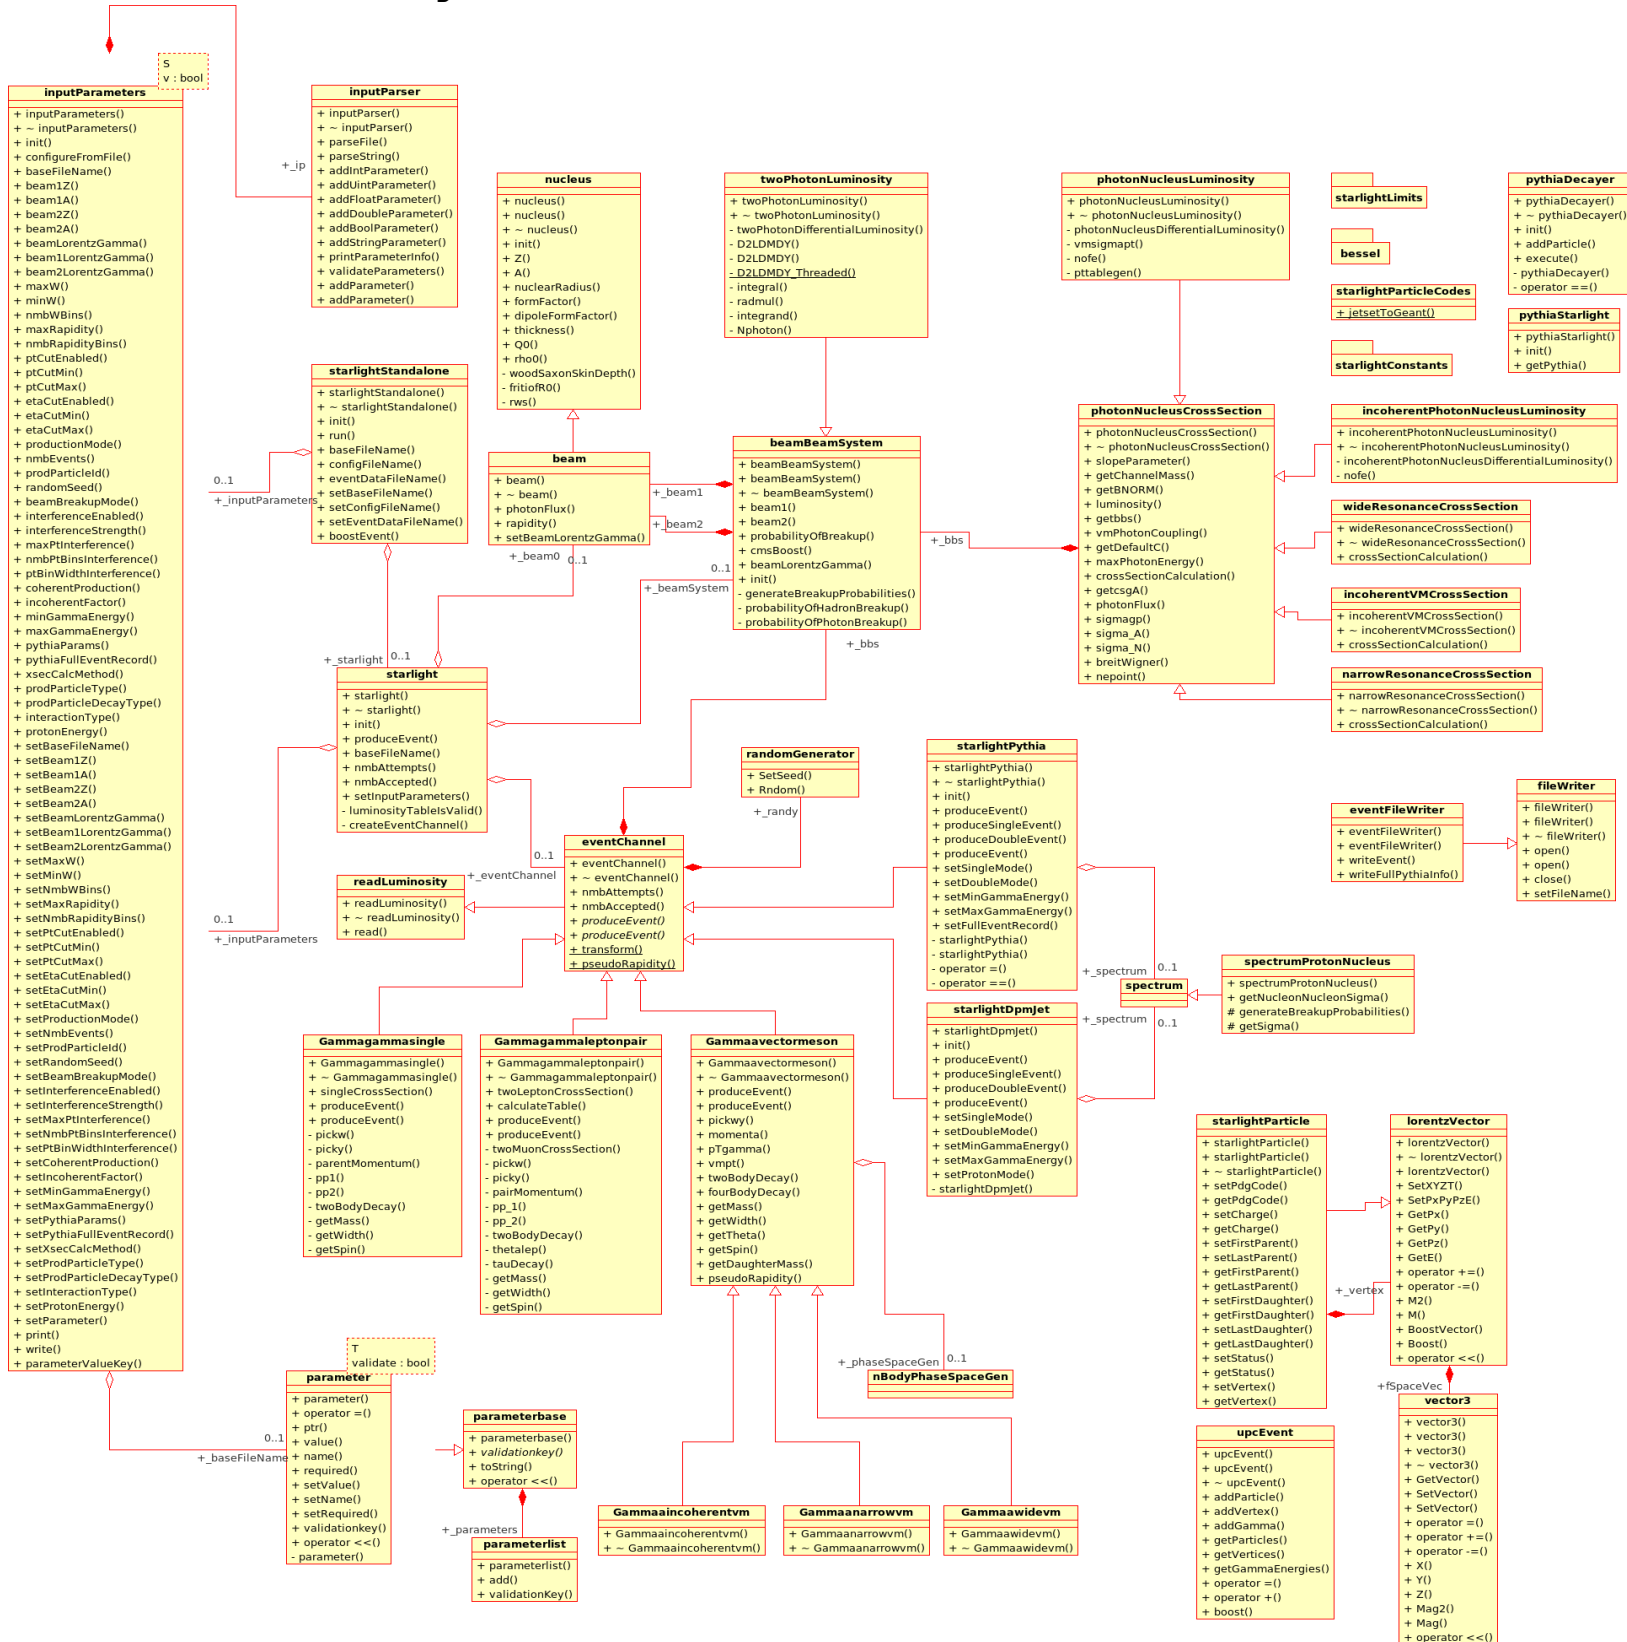 S
v : bool
inputParameters
+ inputParameters()
+ ~ inputParameters()
+ init()
+ configureFromFile()
+ baseFileName()
+ beam1Z()
+ beam1A()
+ beam2Z()
+ beam2A()
+ beamLorentzGamma()
+ beam1LorentzGamma()
+ beam2LorentzGamma()
+ maxW()
+ minW()
+ nmbWBins()
+ maxRapidity()
+ nmbRapidityBins()
+ ptCutEnabled()
+ ptCutMin()
+ ptCutMax()
+ etaCutEnabled()
+ etaCutMin()
+ etaCutMax()
+ productionMode()
+ nmbEvents()
+ prodParticleId()
+ randomSeed()
+ beamBreakupMode()
+ interferenceEnabled()
+ interferenceStrength()
+ maxPtInterference()
+ nmbPtBinsInterference()
+ ptBinWidthInterference()
+ coherentProduction()
+ incoherentFactor()
+ minGammaEnergy()
+ maxGammaEnergy()
+ pythiaParams()
+ pythiaFullEventRecord()
+ xsecCalcMethod()
+ prodParticleType()
+ prodParticleDecayType()
+ interactionType()
+ protonEnergy()
+ setBaseFileName()
+ setBeam1Z()
+ setBeam1A()
+ setBeam2Z()
+ setBeam2A()
+ setBeamLorentzGamma()
+ setBeam1LorentzGamma()
+ setBeam2LorentzGamma()
+ setMaxW()
+ setMinW()
+ setNmbWBins()
+ setMaxRapidity()
+ setNmbRapidityBins()
+ setPtCutEnabled()
+ setPtCutMin()
+ setPtCutMax()
+ setEtaCutEnabled()
+ setEtaCutMin()
+ setEtaCutMax()
+ setProductionMode()
+ setNmbEvents()
+ setProdParticleId()
+ setRandomSeed()
+ setBeamBreakupMode()
+ setInterferenceEnabled()
+ setInterferenceStrength()
+ setMaxPtInterference()
+ setNmbPtBinsInterference()
+ setPtBinWidthInterference()
+ setCoherentProduction()
+ setIncoherentFactor()
+ setMinGammaEnergy()
+ setMaxGammaEnergy()
+ setPythiaParams()
+ setPythiaFullEventRecord()
+ setXsecCalcMethod()
+ setProdParticleType()
+ setProdParticleDecayType()
+ setInteractionType()
+ setProtonEnergy()
+ setParameter()
+ print()
+ write()
+ parameterValueKey()
+_ip
inputParser
+ inputParser()
+ ~ inputParser()
+ parseFile()
+ parseString()
+ addIntParameter()
+ addUintParameter()
+ addFloatParameter()
+ addDoubleParameter()
+ addBoolParameter()
+ addStringParameter()
+ printParameterInfo()
+ validateParameters()
+ addParameter()
+ addParameter()
starlightStandalone
+ starlightStandalone()
+ ~ starlightStandalone()
+ init()
+ run()
+ baseFileName()
+ configFileName()
+ eventDataFileName()
+ setBaseFileName()
+ setConfigFileName()
+ setEventDataFileName()
+ boostEvent()
0..1
+_inputParameters
nucleus
+ nucleus()
+ nucleus()
+ ~ nucleus()
+ init()
+ Z()
+ A()
+ nuclearRadius()
+ formFactor()
+ dipoleFormFactor()
+ thickness()
+ Q0()
+ rho0()
- woodSaxonSkinDepth()
- fritiofR0()
- rws()
beam
+ beam()
+ ~ beam()
+ photonFlux()
+ rapidity()
+ setBeamLorentzGamma()
+_beam1
+_beam2
+_beam0
0..1
twoPhotonLuminosity
+ twoPhotonLuminosity()
+ ~ twoPhotonLuminosity()
- twoPhotonDifferentialLuminosity()
- D2LDMDY()
- D2LDMDY()
- D2LDMDY_Threaded()
- integral()
- radmul()
- integrand()
- Nphoton()
beamBeamSystem
+ beamBeamSystem()
+ beamBeamSystem()
+ ~ beamBeamSystem()
+ beam1()
+ beam2()
+ probabilityOfBreakup()
+ cmsBoost()
+ beamLorentzGamma()
+ init()
- generateBreakupProbabilities()
- probabilityOfHadronBreakup()
- probabilityOfPhotonBreakup()
0..1
+_beamSystem
+_bbs
+_bbs
photonNucleusLuminosity
+ photonNucleusLuminosity()
+ ~ photonNucleusLuminosity()
- photonNucleusDifferentialLuminosity()
- vmsigmapt()
- nofe()
- pttablegen()
photonNucleusCrossSection
+ photonNucleusCrossSection()
+ ~ photonNucleusCrossSection()
+ slopeParameter()
+ getChannelMass()
+ getBNORM()
+ luminosity()
+ getbbs()
+ vmPhotonCoupling()
+ getDefaultC()
+ maxPhotonEnergy()
+ crossSectionCalculation()
+ getcsgA()
+ photonFlux()
+ sigmagp()
+ sigma_A()
+ sigma_N()
+ breitWigner()
+ nepoint()
starlightLimits
bessel
starlightParticleCodes
+ jetsetToGeant()
starlightConstants
pythiaDecayer
+ pythiaDecayer()
+ ~ pythiaDecayer()
+ init()
+ addParticle()
+ execute()
- pythiaDecayer()
- operator ==()
pythiaStarlight
+ pythiaStarlight()
+ init()
+ getPythia()
incoherentPhotonNucleusLuminosity
+ incoherentPhotonNucleusLuminosity()
+ ~ incoherentPhotonNucleusLuminosity()
- incoherentPhotonNucleusDifferentialLuminosity()
- nofe()
wideResonanceCrossSection
+ wideResonanceCrossSection()
+ ~ wideResonanceCrossSection()
+ crossSectionCalculation()
incoherentVMCrossSection
+ incoherentVMCrossSection()
+ ~ incoherentVMCrossSection()
+ crossSectionCalculation()
narrowResonanceCrossSection
+ narrowResonanceCrossSection()
+ ~ narrowResonanceCrossSection()
+ crossSectionCalculation()
+_starlight
0..1
starlight
+ starlight()
+ ~ starlight()
+ init()
+ produceEvent()
+ baseFileName()
+ nmbAttempts()
+ nmbAccepted()
+ setInputParameters()
- luminosityTableIsValid()
- createEventChannel()
0..1
+_inputParameters
0..1
+_eventChannel
readLuminosity
+ readLuminosity()
+ ~ readLuminosity()
+ read()
randomGenerator
+ SetSeed()
+ Rndom()
+_randy
eventChannel
+ eventChannel()
+ ~ eventChannel()
+ nmbAttempts()
+ nmbAccepted()
+ produceEvent()
+ produceEvent()
+ transform()
+ pseudoRapidity()
starlightPythia
+ starlightPythia()
+ ~ starlightPythia()
+ init()
+ produceEvent()
+ produceSingleEvent()
+ produceDoubleEvent()
+ produceEvent()
+ setSingleMode()
+ setDoubleMode()
+ setMinGammaEnergy()
+ setMaxGammaEnergy()
+ setFullEventRecord()
- starlightPythia()
- starlightPythia()
- operator =()
- operator ==()
eventFileWriter
+ eventFileWriter()
+ eventFileWriter()
+ writeEvent()
+ writeFullPythiaInfo()
fileWriter
+ fileWriter()
+ fileWriter()
+ ~ fileWriter()
+ open()
+ open()
+ close()
+ setFileName()
+_spectrum
0..1
spectrum
+_spectrum
0..1
spectrumProtonNucleus
+ spectrumProtonNucleus()
+ getNucleonNucleonSigma()
# generateBreakupProbabilities()
# getSigma()
starlightDpmJet
+ starlightDpmJet()
+ init()
+ produceEvent()
+ produceSingleEvent()
+ produceDoubleEvent()
+ produceEvent()
+ setSingleMode()
+ setDoubleMode()
+ setMinGammaEnergy()
+ setMaxGammaEnergy()
+ setProtonMode()
- starlightDpmJet()
Gammagammasingle
+ Gammagammasingle()
+ ~ Gammagammasingle()
+ singleCrossSection()
+ produceEvent()
+ produceEvent()
- pickw()
- picky()
- parentMomentum()
- pp1()
- pp2()
- twoBodyDecay()
- getMass()
- getWidth()
- getSpin()
Gammagammaleptonpair
+ Gammagammaleptonpair()
+ ~ Gammagammaleptonpair()
+ twoLeptonCrossSection()
+ calculateTable()
+ produceEvent()
+ produceEvent()
- twoMuonCrossSection()
- pickw()
- picky()
- pairMomentum()
- pp_1()
- pp_2()
- twoBodyDecay()
- thetalep()
- tauDecay()
- getMass()
- getWidth()
- getSpin()
Gammaavectormeson
+ Gammaavectormeson()
+ ~ Gammaavectormeson()
+ produceEvent()
+ produceEvent()
+ pickwy()
+ momenta()
+ pTgamma()
+ vmpt()
+ twoBodyDecay()
+ fourBodyDecay()
+ getMass()
+ getWidth()
+ getTheta()
+ getSpin()
+ getDaughterMass()
+ pseudoRapidity()
+_phaseSpaceGen
0..1
nBodyPhaseSpaceGen
starlightParticle
+ starlightParticle()
+ starlightParticle()
+ ~ starlightParticle()
+ setPdgCode()
+ getPdgCode()
+ setCharge()
+ getCharge()
+ setFirstParent()
+ setLastParent()
+ getFirstParent()
+ getLastParent()
+ setFirstDaughter()
+ getFirstDaughter()
+ setLastDaughter()
+ getLastDaughter()
+ setStatus()
+ getStatus()
+ setVertex()
+ getVertex()
+_vertex
lorentzVector
+ lorentzVector()
+ ~ lorentzVector()
+ lorentzVector()
+ SetXYZT()
+ SetPxPyPzE()
+ GetPx()
+ GetPy()
+ GetPz()
+ GetE()
+ operator +=()
+ operator -=()
+ M2()
+ M()
+ BoostVector()
+ Boost()
+ operator <<()
+fSpaceVec
vector3
+ vector3()
+ vector3()
+ vector3()
+ ~ vector3()
+ GetVector()
+ SetVector()
+ SetVector()
+ operator =()
+ operator +=()
+ operator -=()
+ X()
+ Y()
+ Z()
+ Mag2()
+ Mag()
+ operator <<()
upcEvent
+ upcEvent()
+ upcEvent()
+ ~ upcEvent()
+ addParticle()
+ addVertex()
+ addGamma()
+ getParticles()
+ getVertices()
+ getGammaEnergies()
+ operator =()
+ operator +()
+ boost()
T
validate : bool
parameter
+ parameter()
+ operator =()
+ ptr()
+ value()
+ name()
+ required()
+ setValue()
+ setName()
+ setRequired()
+ validationkey()
+ operator <<()
- parameter()
0..1
+_baseFileName
parameterbase
+ parameterbase()
+ validationkey()
+ toString()
+ operator <<()
+_parameters
parameterlist
+ parameterlist()
+ add()
+ validationKey()
Gammaaincoherentvm
+ Gammaaincoherentvm()
+ ~ Gammaaincoherentvm()
Gammaanarrowvm
+ Gammaanarrowvm()
+ ~ Gammaanarrowvm()
Gammaawidevm
+ Gammaawidevm()
+ ~ Gammaawidevm()